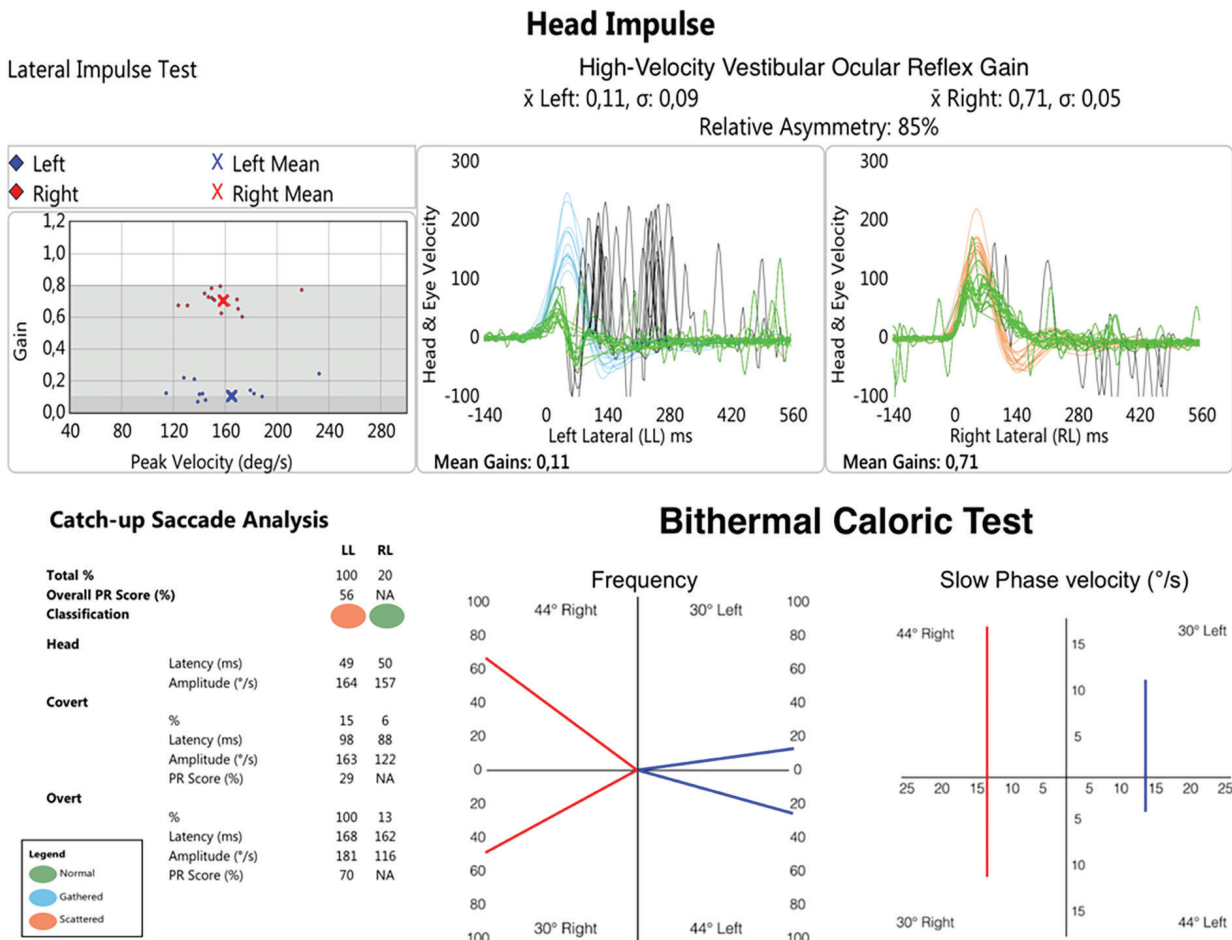 Head Impulse
Lateral Impulse Test
High-Velocity Vestibular Ocular Reflex Gain
x̄ Left: 0,11, σ: 0,09
x̄ Right: 0,71, σ: 0,05
Relative Asymmetry: 85%
Left
Left Mean
Right
Right Mean
Gain
1,2
1,0
0,8
0,6
0,4
0,2
0,0
40 80 120 160 200 240 280
Peak Velocity (deg/s)
Head & Eye Velocity
300
200
100
0
-100
-140 0 140 280 420 560
Left Lateral (LL) ms
Mean Gains: 0,11
Head & Eye Velocity
300
200
100
0
-100
-140 0 140 280 420 560
Right Lateral (RL) ms
Mean Gains: 0,71
Catch-up Saccade Analysis
LL RL
Total % 100 20
Overall PR Score (%) 56 NA
Classification
Head
Latency (ms) 49 50
Amplitude (°/s) 164 157
Covert
% 15 6
Latency (ms) 98 88
Amplitude (°/s) 163 122
PR Score (%) 29 NA
Overt
% 100 13
Latency (ms) 168 162
Amplitude (°/s) 181 116
PR Score (%) 70 NA
Legend
Normal
Gathered
Scattered
Bithermal Caloric Test
Frequency
100 44° Right 30° Left 100
80 80
60 60
40 40
20 20
0 0
20 20
40 40
60 60
80 80
100 30° Right 44° Left 100
Slow Phase velocity (°/s)
44° Right 30° Left
15
10
5
25 20 15 10 5 5 10 15 20 25
5
10
15
30° Right 44° Left